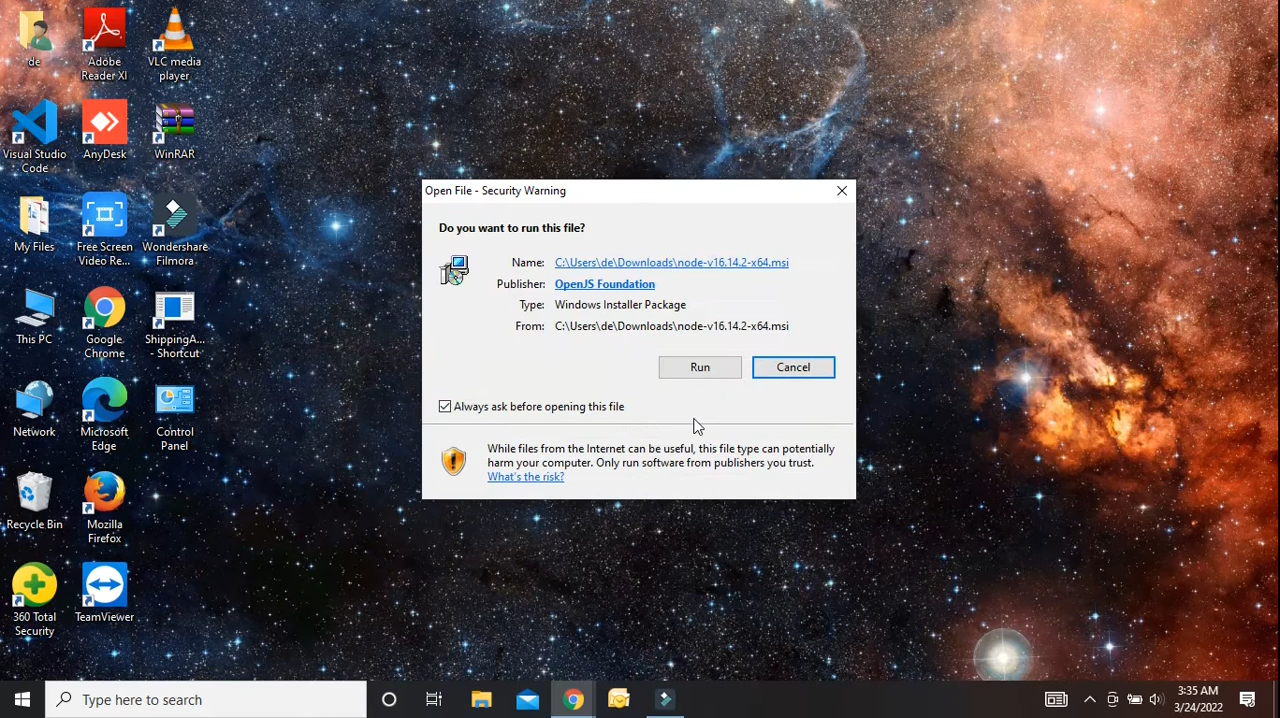 de
Adobe
Reader XI
VLC media
player
Visual Studio
Code
AnyDesk
WinRAR
My Files
Free Screen
Video Re...
Wondershare
Filmora
This PC
Google
Chrome
ShippingA...
- Shortcut
Network
Microsoft
Edge
Control
Panel
Recycle Bin
Mozilla
Firefox
360 Total
Security
TeamViewer
Open File - Security Warning
Do you want to run this file?
Name: C:\Users\de\Downloads\node-v16.14.2-x64.msi
Publisher: OpenJS Foundation
Type: Windows Installer Package
From: C:\Users\de\Downloads\node-v16.14.2-x64.msi
Run Cancel
Always ask before opening this file
While files from the Internet can be useful, this file type can potentially
harm your computer. Only run software from publishers you trust.
What's the risk?
Type here to search
3:35 AM
3/24/2022